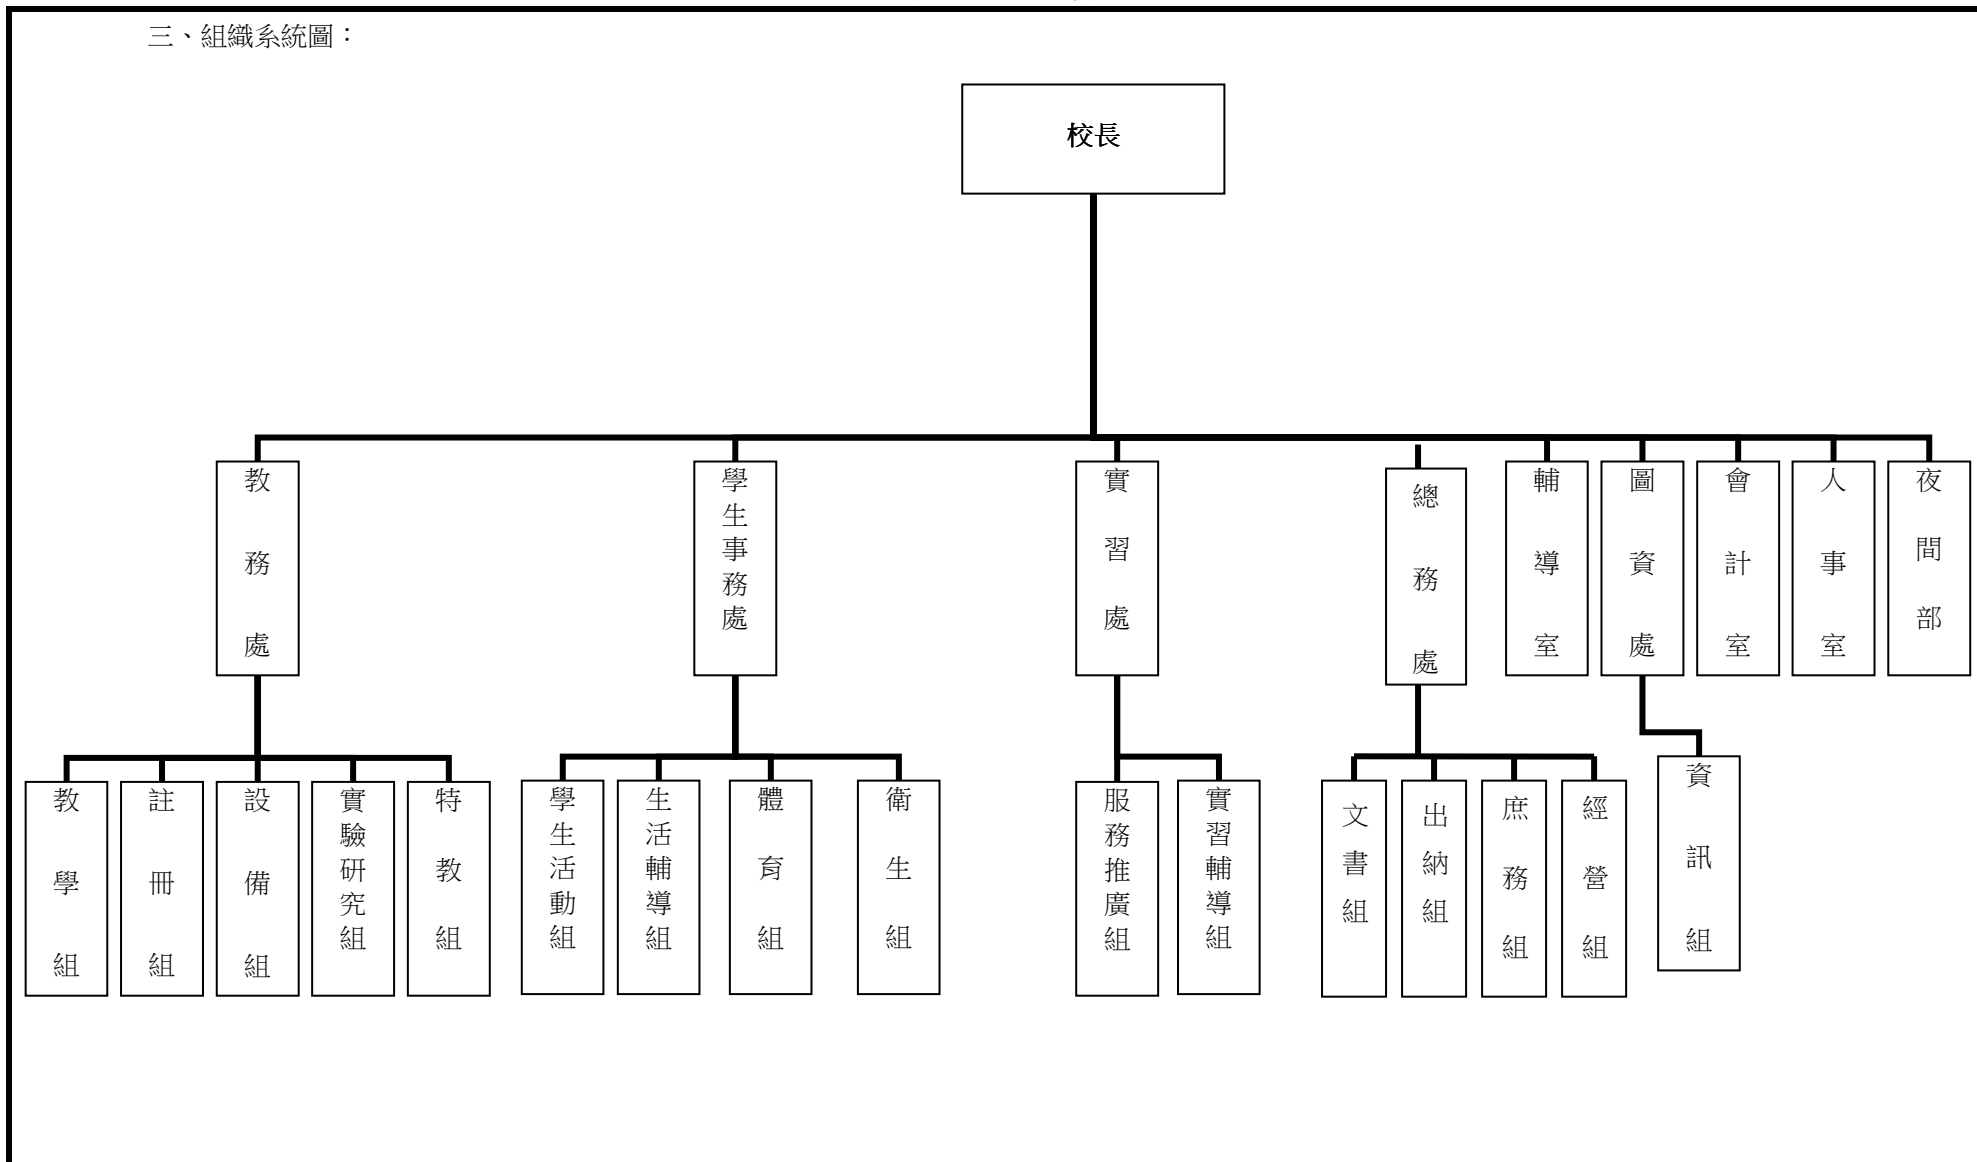 三、組織系統圖：
校長
教務處
學生事務處
實習處
總務處
輔導室
圖資處
會計室
人事室
夜間部
教學組
註冊組
設備組
實驗研究組
特教組
學生活動組
生活輔導組
體育組
衛生組
服務推廣組
實習輔導組
文書組
出納組
庶務組
經營組
資訊組